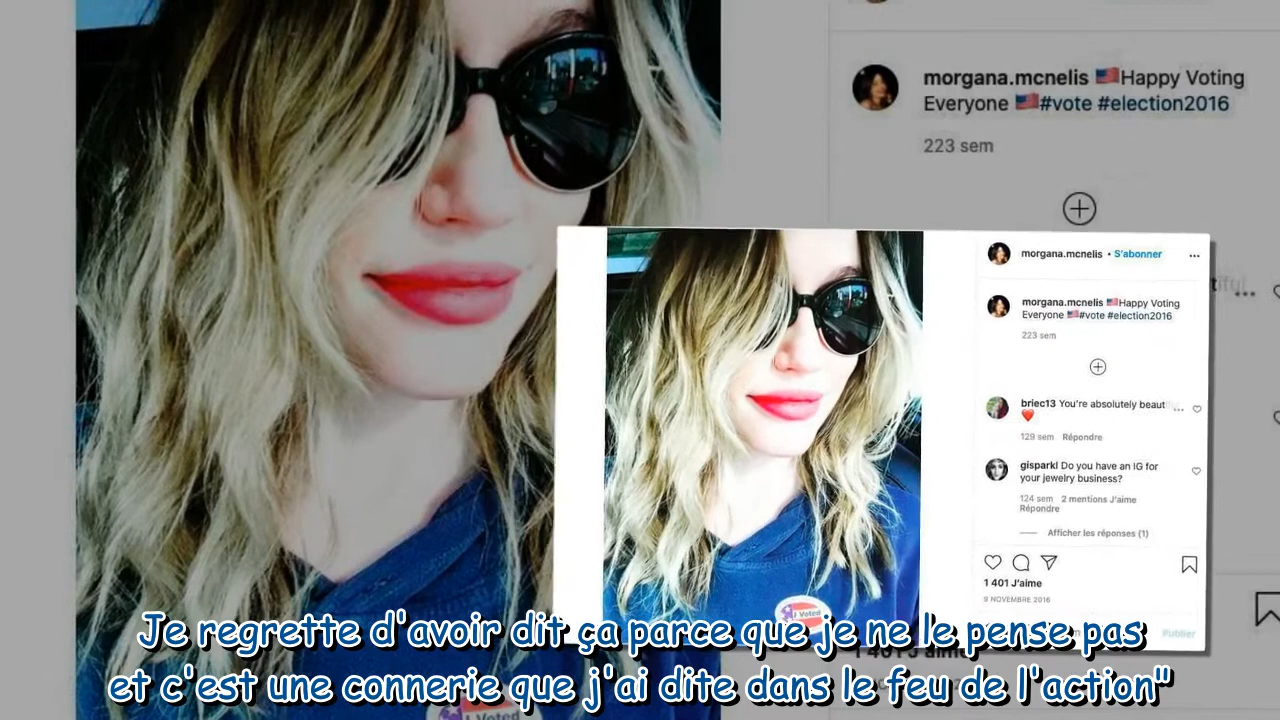 morgana.mcnelis 🇺🇸Happy Voting
Everyone 🇺🇸#vote #election2016
223 sem
morgana.mcnelis • S'abonner
morgana.mcnelis 🇺🇸Happy Voting
Everyone 🇺🇸#vote #election2016
223 sem
briec13 You're absolutely
❤️
129 sem Répondre
gisparkl Do you have an IG for
your jewelry business?
124 sem 2 mentions J'aime
Répondre
Afficher les réponses (1)
1 401 J'aime
9 NOVEMBRE 2016
Publier
I Voted
I Voted
Je regrette d'avoir dit ça parce que je ne le pense pas
et c'est une connerie que j'ai dite dans le feu de l'action"